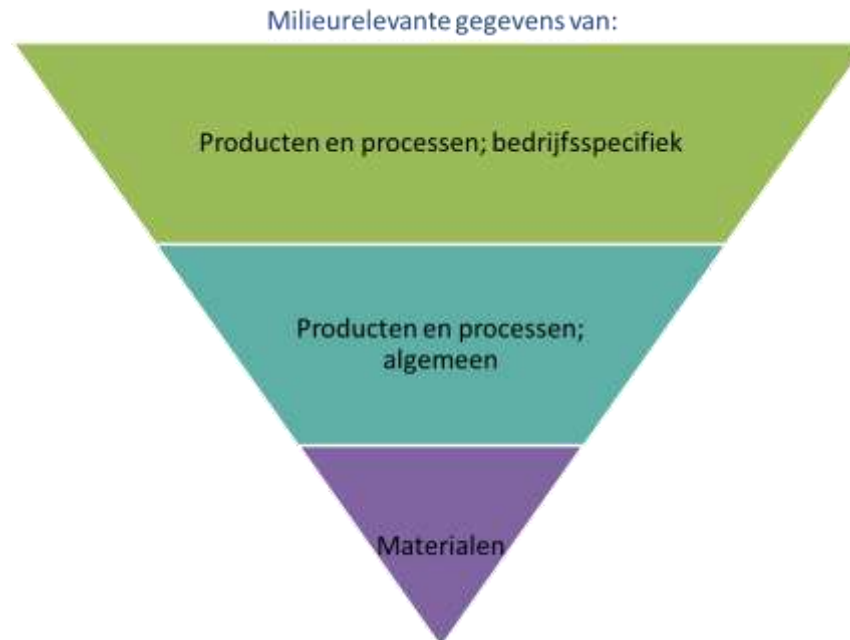 Milieurelevante gegevens van:
Producten en processen; bedrijfsspecifiek
Producten en processen;
algemeen
Materialen